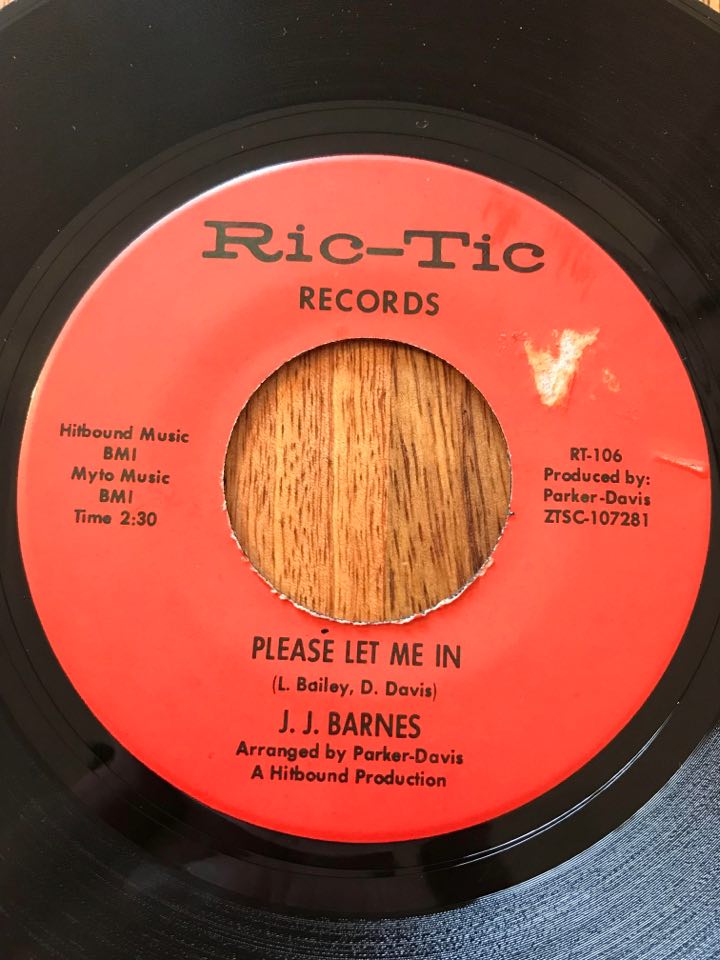 Ric-Tic
RECORDS
Hitbound Music
BMI
Myto Music
BMI
Time 2:30
RT-106
Produced by:
Parker-Davis
ZTSC-107281
PLEASE LET ME IN
(L. Bailey, D. Davis)
J. J. BARNES
Arranged by Parker-Davis
A Hitbound Production